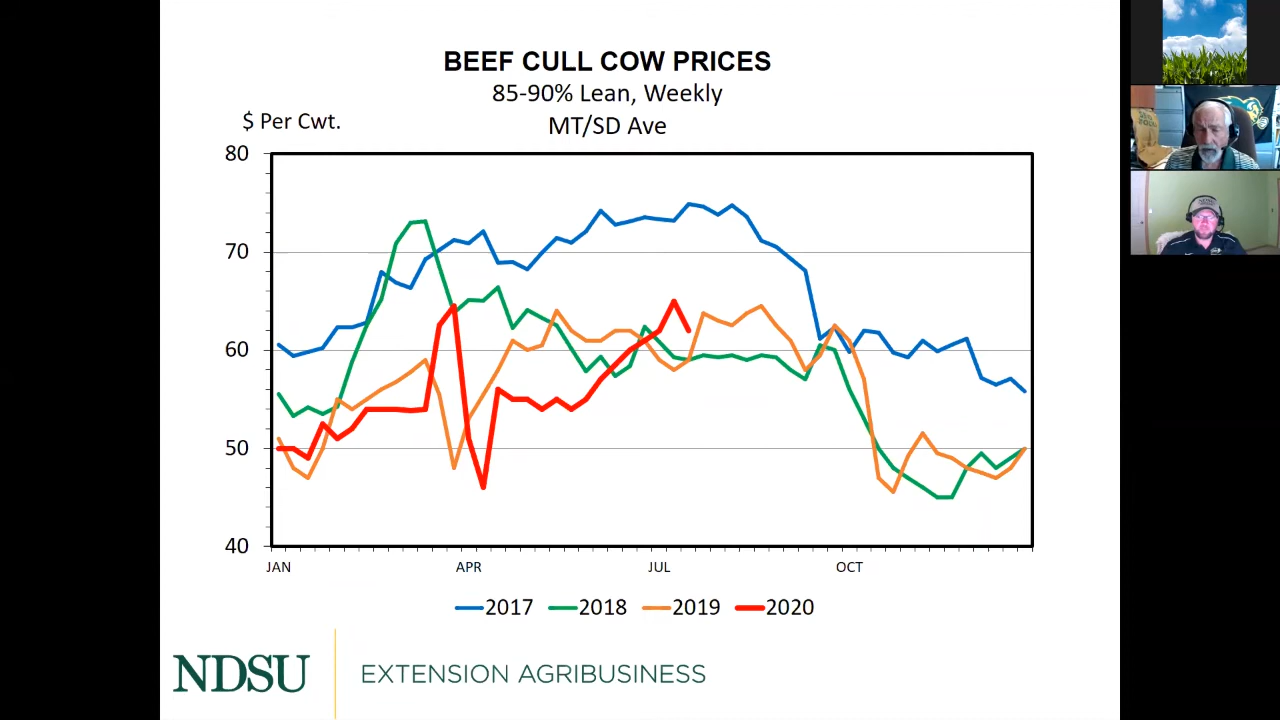 BEEF CULL COW PRICES
85-90% Lean, Weekly
$ Per Cwt.
MT/SD Ave
80
70
60
50
40
JAN APR JUL OCT
2017 2018 2019 2020
NDSU EXTENSION AGRIBUSINESS